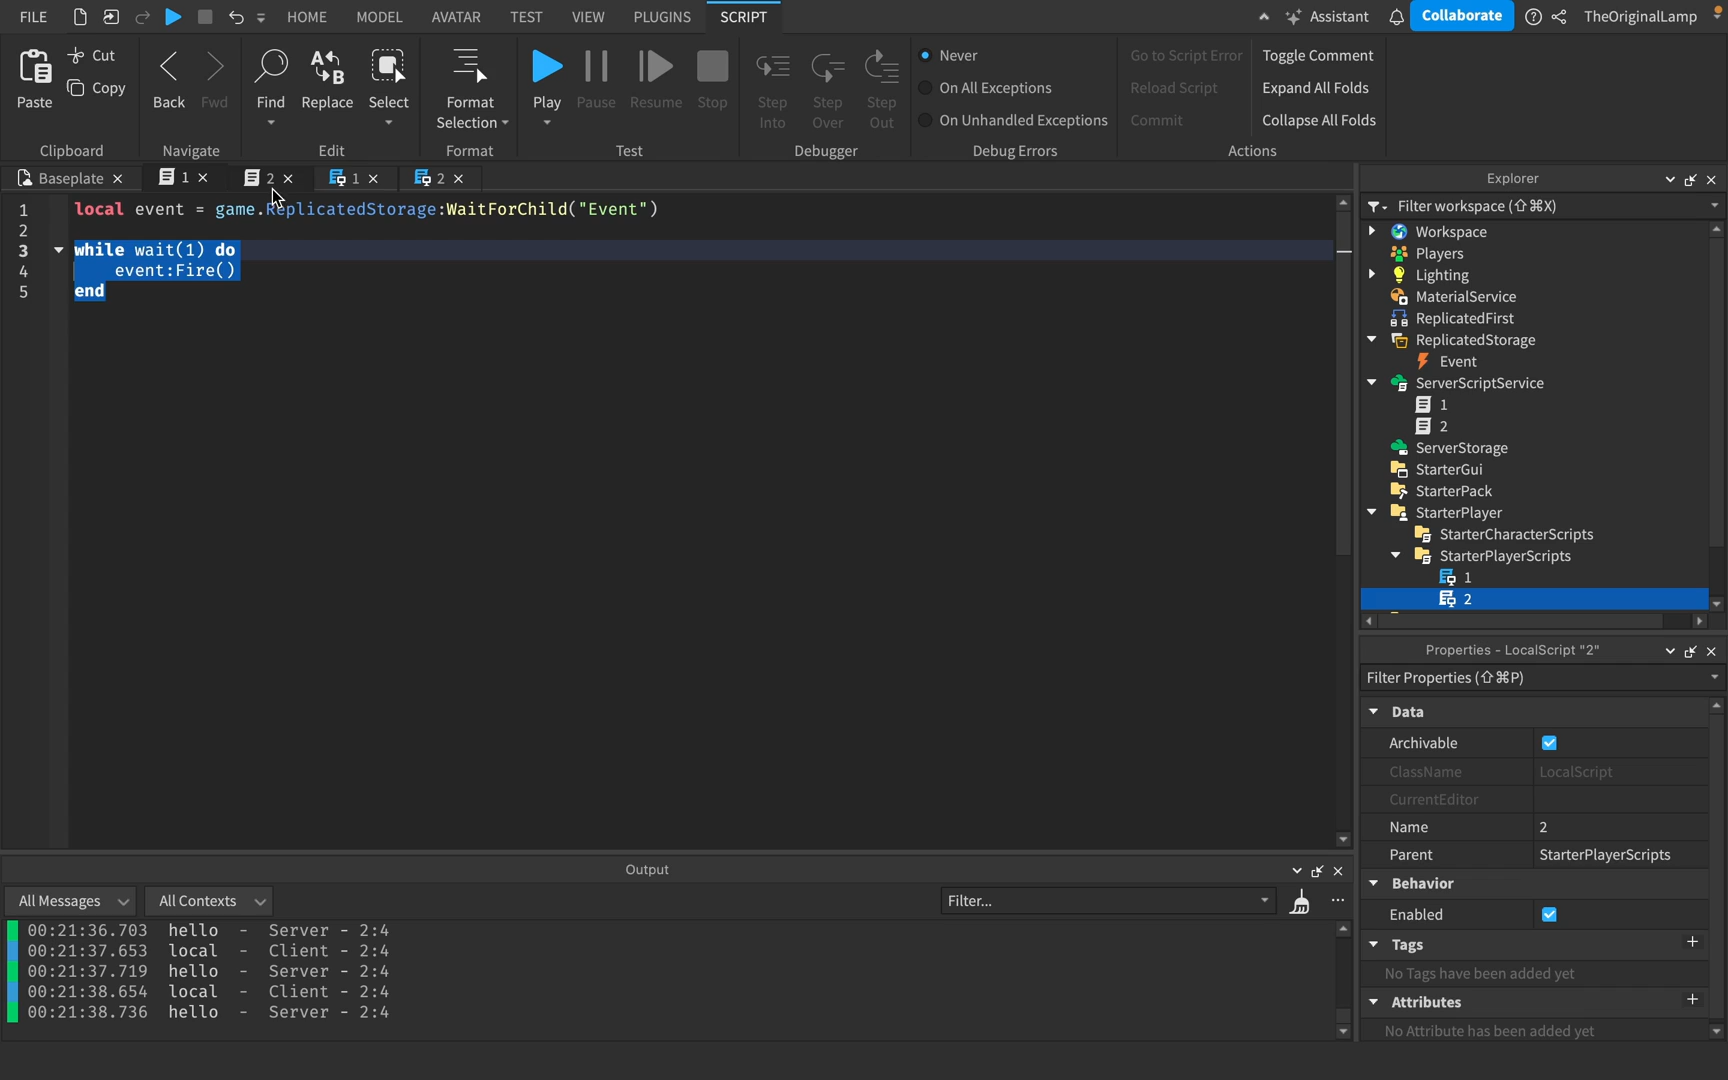 FILE HOME MODEL AVATAR TEST VIEW PLUGINS SCRIPT Assistant Collaborate TheOriginalLamp
Paste Cut Copy
Clipboard
Back Fwd
Navigate
Find Replace Select
Edit
Format Selection
Format
Play Pause Resume Stop
Test
Step Into Step Over Step Out
Debugger
Never
On All Exceptions
On Unhandled Exceptions
Debug Errors
Go to Script Error Toggle Comment
Reload Script Expand All Folds
Commit Collapse All Folds
Actions
Baseplate 1 2 1 2
1 local event = game.ReplicatedStorage:WaitForChild("Event")
2
3 while wait(1) do
4 event:Fire()
5 end
Explorer
Filter workspace (⇧⌘X)
Workspace
Players
Lighting
MaterialService
ReplicatedFirst
ReplicatedStorage
Event
ServerScriptService
1
2
ServerStorage
StarterGui
StarterPack
StarterPlayer
StarterCharacterScripts
StarterPlayerScripts
1
2
Properties - LocalScript "2"
Filter Properties (⇧⌘P)
Data
Archivable
ClassName LocalScript
CurrentEditor
Name 2
Parent StarterPlayerScripts
Behavior
Enabled
Tags
No Tags have been added yet
Attributes
No Attribute has been added yet
Output
All Messages All Contexts Filter...
00:21:36.703 hello - Server - 2:4
00:21:37.653 local - Client - 2:4
00:21:37.719 hello - Server - 2:4
00:21:38.654 local - Client - 2:4
00:21:38.736 hello - Server - 2:4